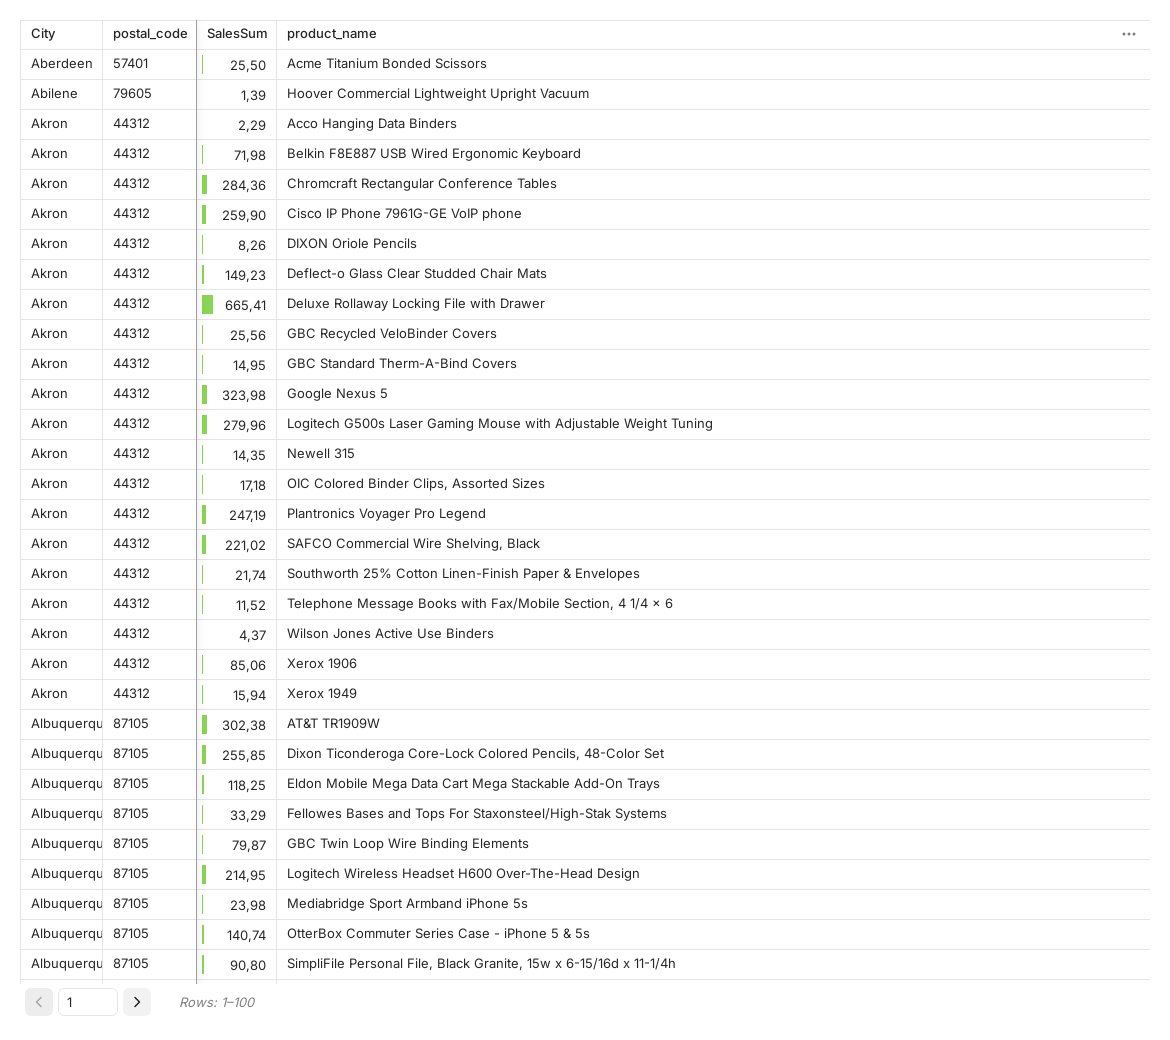 City postal_code SalesSum product_name
Aberdeen 57401 25,50 Acme Titanium Bonded Scissors
Abilene 79605 1,39 Hoover Commercial Lightweight Upright Vacuum
Akron 44312 2,29 Acco Hanging Data Binders
Akron 44312 71,98 Belkin F8E887 USB Wired Ergonomic Keyboard
Akron 44312 284,36 Chromcraft Rectangular Conference Tables
Akron 44312 259,90 Cisco IP Phone 7961G-GE VoIP phone
Akron 44312 8,26 DIXON Oriole Pencils
Akron 44312 149,23 Deflect-o Glass Clear Studded Chair Mats
Akron 44312 665,41 Deluxe Rollaway Locking File with Drawer
Akron 44312 25,56 GBC Recycled VeloBinder Covers
Akron 44312 14,95 GBC Standard Therm-A-Bind Covers
Akron 44312 323,98 Google Nexus 5
Akron 44312 279,96 Logitech G500s Laser Gaming Mouse with Adjustable Weight Tuning
Akron 44312 14,35 Newell 315
Akron 44312 17,18 OIC Colored Binder Clips, Assorted Sizes
Akron 44312 247,19 Plantronics Voyager Pro Legend
Akron 44312 221,02 SAFCO Commercial Wire Shelving, Black
Akron 44312 21,74 Southworth 25% Cotton Linen-Finish Paper & Envelopes
Akron 44312 11,52 Telephone Message Books with Fax/Mobile Section, 4 1/4 × 6
Akron 44312 4,37 Wilson Jones Active Use Binders
Akron 44312 85,06 Xerox 1906
Akron 44312 15,94 Xerox 1949
Albuquerqu 87105 302,38 AT&T TR1909W
Albuquerqu 87105 255,85 Dixon Ticonderoga Core-Lock Colored Pencils, 48-Color Set
Albuquerqu 87105 118,25 Eldon Mobile Mega Data Cart Mega Stackable Add-On Trays
Albuquerqu 87105 33,29 Fellowes Bases and Tops For Staxonsteel/High-Stak Systems
Albuquerqu 87105 79,87 GBC Twin Loop Wire Binding Elements
Albuquerqu 87105 214,95 Logitech Wireless Headset H600 Over-The-Head Design
Albuquerqu 87105 23,98 Mediabridge Sport Armband iPhone 5s
Albuquerqu 87105 140,74 OtterBox Commuter Series Case - iPhone 5 & 5s
Albuquerqu 87105 90,80 SimpliFile Personal File, Black Granite, 15w x 6-15/16d x 11-1/4h
1 Rows: 1–100